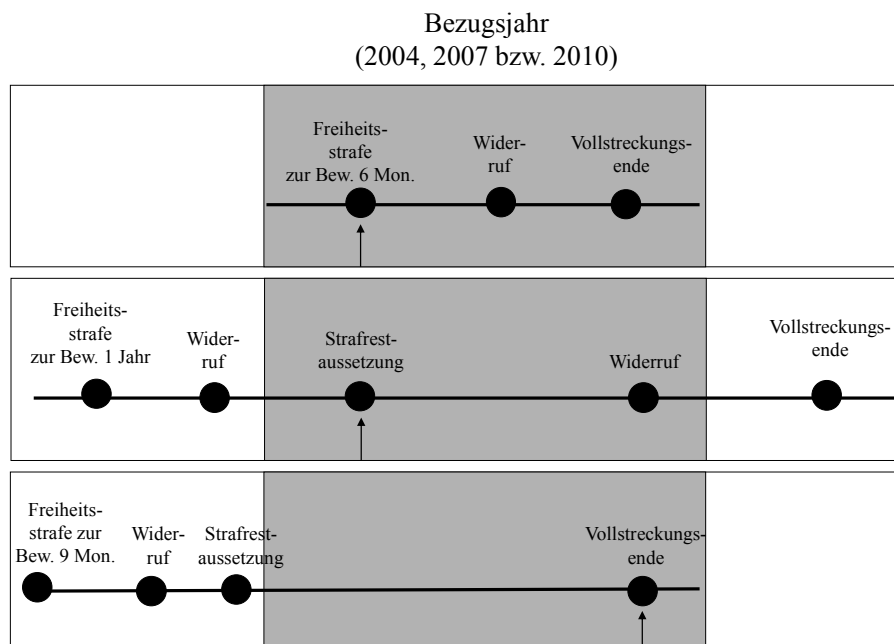 Bezugsjahr
(2004, 2007 bzw. 2010)
Freiheits-
strafe
zur Bew. 6 Mon.
Wider-
ruf
Vollstreckungs-
ende
Freiheits-
strafe
zur Bew. 1 Jahr
Wider-
ruf
Strafrest-
aussetzung
Widerruf
Vollstreckungs-
ende
Freiheits-
strafe zur
Bew. 9 Mon.
Wider-
ruf
Strafrest-
aussetzung
Vollstreckungs-
ende